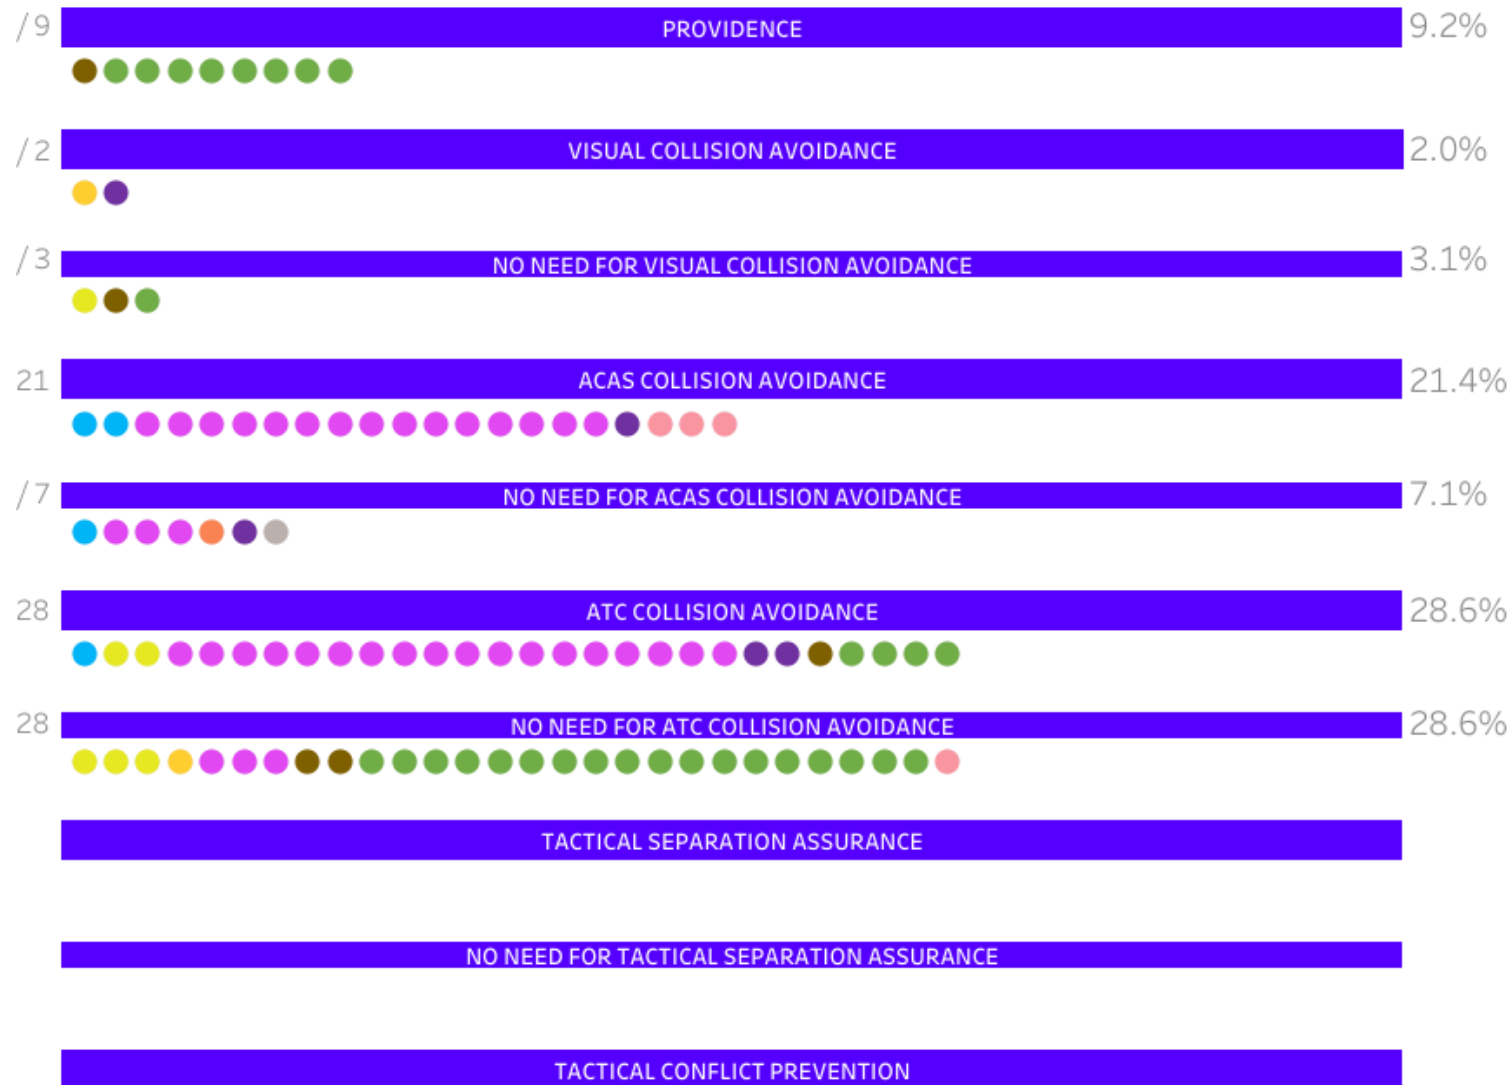 / 9 PROVIDENCE 9.2%
/ 2 VISUAL COLLISION AVOIDANCE 2.0%
/ 3 NO NEED FOR VISUAL COLLISION AVOIDANCE 3.1%
21 ACAS COLLISION AVOIDANCE 21.4%
/ 7 NO NEED FOR ACAS COLLISION AVOIDANCE 7.1%
28 ATC COLLISION AVOIDANCE 28.6%
28 NO NEED FOR ATC COLLISION AVOIDANCE 28.6%
TACTICAL SEPARATION ASSURANCE
NO NEED FOR TACTICAL SEPARATION ASSURANCE
TACTICAL CONFLICT PREVENTION